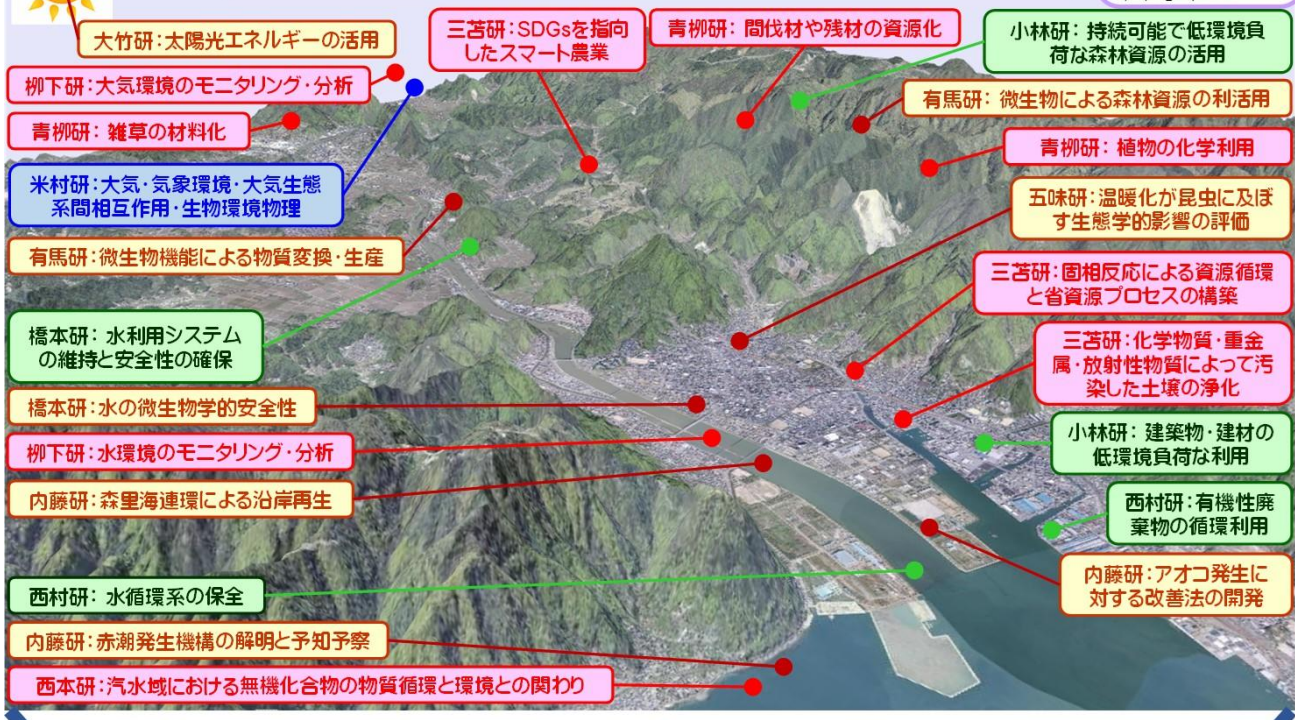 大竹研：太陽光エネルギーの活用
三苫研：SDGsを指向
したスマート農業
青柳研：間伐材や残材の資源化
小林研：持続可能で低環境負
荷な森林資源の活用
柳下研：大気環境のモニタリング・分析
有馬研：微生物による森林資源の利活用
青柳研：雑草の材料化
青柳研：植物の化学利用
米村研：大気・気象環境・大気生態
系間相互作用・生物環境物理
五味研：温暖化が昆虫に及ぼ
す生態学的影響の評価
有馬研：微生物機能による物質変換・生産
三苫研：固相反応による資源循環
と省資源プロセスの構築
橋本研：水利用システム
の維持と安全性の確保
三苫研：化学物質・重金
属・放射性物質によって汚
染した土壌の浄化
橋本研：水の微生物学的安全性
小林研：建築物・建材の
低環境負荷な利用
柳下研：水環境のモニタリング・分析
内藤研：森里海連環による沿岸再生
西村研：有機性廃
棄物の循環利用
西村研：水循環系の保全
内藤研：アオコ発生に
対する改善法の開発
内藤研：赤潮発生機構の解明と予知予察
西本研：汽水域における無機化合物の物質循環と環境との関わり